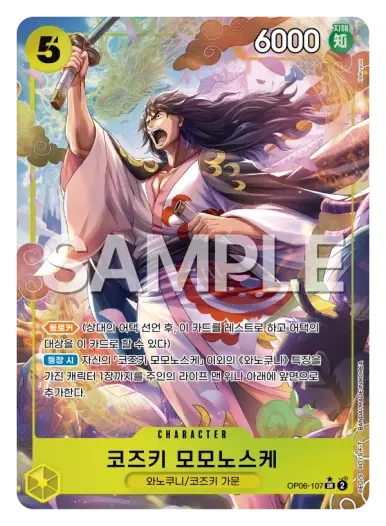 5
6000
지혜
知
SAMPLE
블로커 (상대의 어택 선언 후, 이 카드를 레스트로 하고 어택의
대상을 이 카드로 할 수 있다)
등장 시 자신의 「코즈키 모모노스케」 이외의 《와노쿠니》 특징을
가진 캐릭터 1장까지를 주인의 라이프 맨 위나 아래에 앞면으로
추가한다.
CHARACTER
코즈키 모모노스케
와노쿠니/코즈키 가문
OP06-107 SR 2